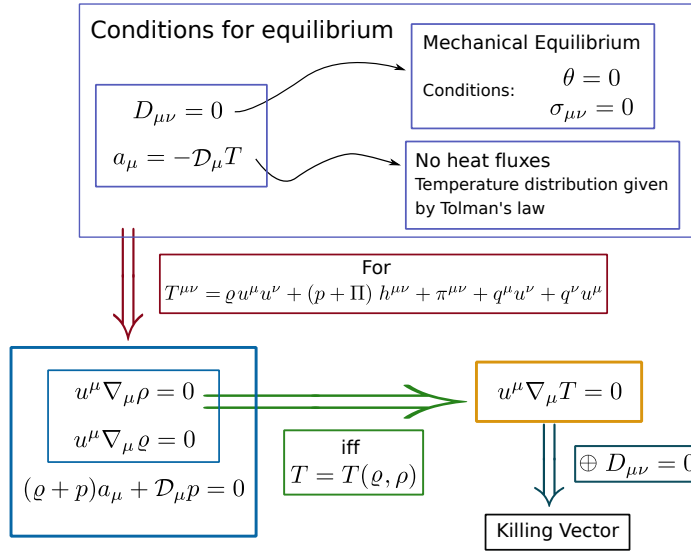 Conditions for equilibrium
D_{μν} = 0
a_μ = −𝒟_μT
Mechanical Equilibrium
Conditions:
θ = 0
σ_{μν} = 0
No heat fluxes
Temperature distribution given
by Tolman's law
For
T^{μν} = ϱu^μu^ν + (p + Π) h^{μν} + π^{μν} + q^μu^ν + q^νu^μ
u^μ∇_μρ = 0
u^μ∇_μϱ = 0
(ϱ + p)a_μ + 𝒟_μp = 0
iff
T = T(ϱ, ρ)
u^μ∇_μT = 0
⊕ D_{μν} = 0
Killing Vector